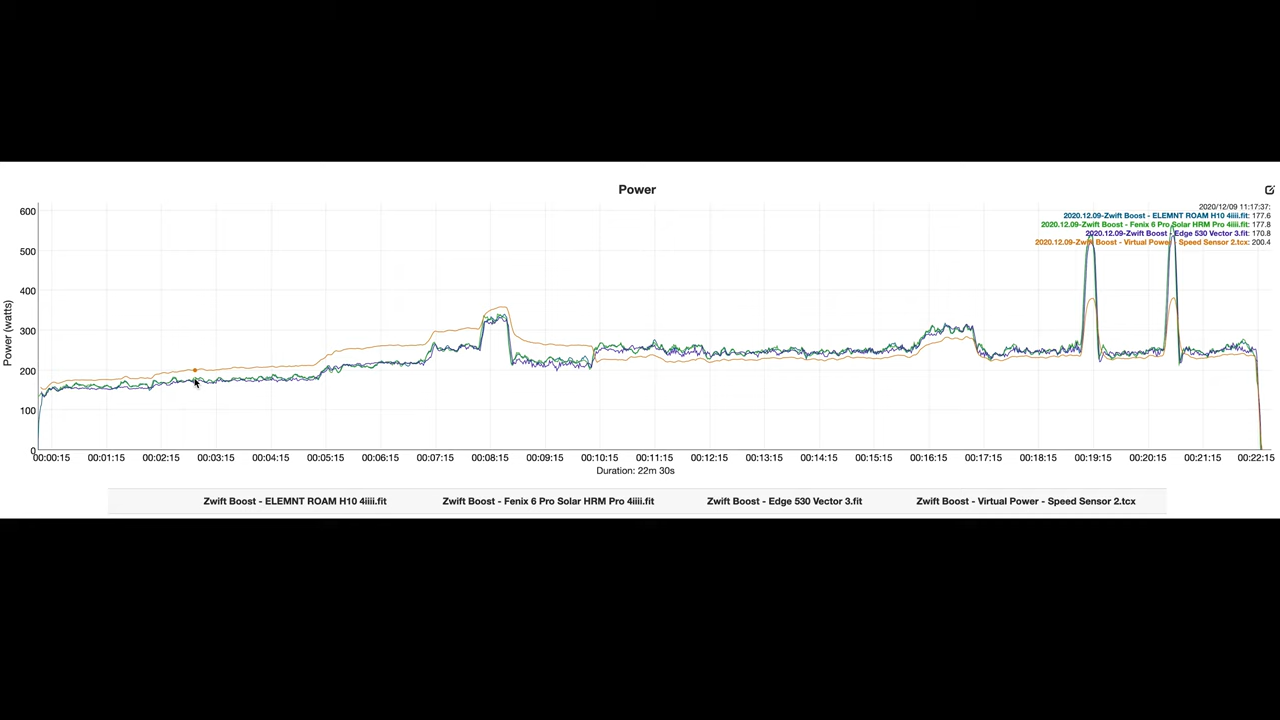 Power
2020/12/09 11:17:37:
2020.12.09-Zwift Boost - ELEMNT ROAM H10 4iiii.fit: 177.6
2020.12.09-Zwift Boost - Fenix 6 Pro Solar HRM Pro 4iiii.fit: 177.8
2020.12.09-Zwift Boost - Edge 530 Vector 3.fit: 170.8
2020.12.09-Zwift Boost - Virtual Power - Speed Sensor 2.tcx: 200.4
Power (watts)
600
500
400
300
200
100
0
00:00:15 00:01:15 00:02:15 00:03:15 00:04:15 00:05:15 00:06:15 00:07:15 00:08:15 00:09:15 00:10:15 00:11:15 00:12:15 00:13:15 00:14:15 00:15:15 00:16:15 00:17:15 00:18:15 00:19:15 00:20:15 00:21:15 00:22:15
Duration: 22m 30s
Zwift Boost - ELEMNT ROAM H10 4iiii.fit Zwift Boost - Fenix 6 Pro Solar HRM Pro 4iiii.fit Zwift Boost - Edge 530 Vector 3.fit Zwift Boost - Virtual Power - Speed Sensor 2.tcx